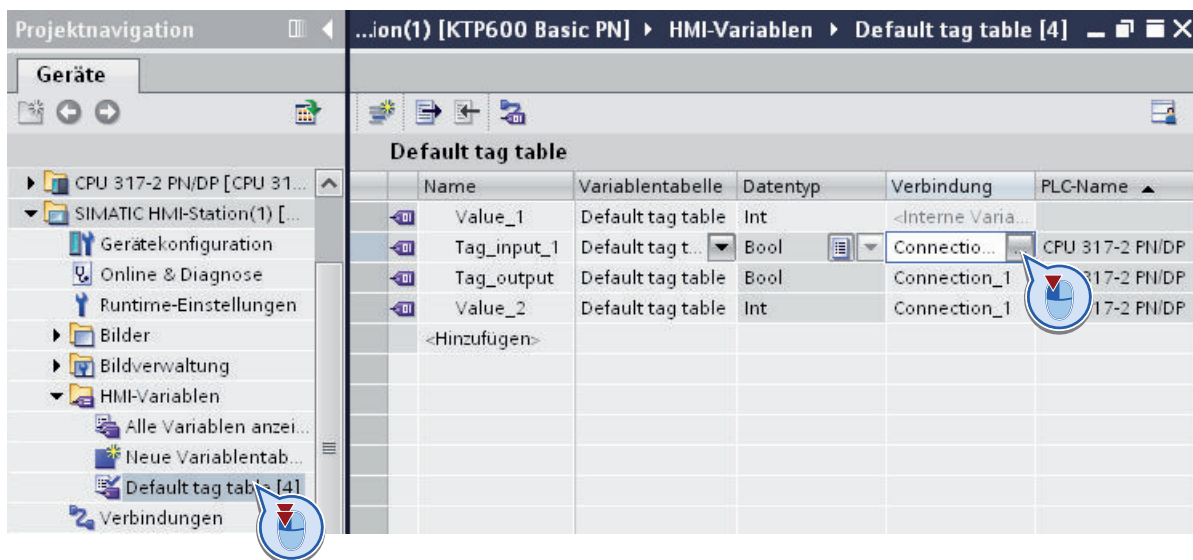 Projektnavigation
...ion(1) [KTP600 Basic PN] HMI-Variablen Default tag table [4]
Geräte
Default tag table
CPU 317-2 PN/DP [CPU 31...
SIMATIC HMI-Station(1) [...
Gerätekonfiguration
Online & Diagnose
Runtime-Einstellungen
Bilder
Bildverwaltung
HMI-Variablen
Alle Variablen anzei...
Neue Variablentab...
Default tag table [4]
Verbindungen
Name Variablentabelle Datentyp Verbindung PLC-Name
Value_1 Default tag table Int <Interne Varia...
Tag_input_1 Default tag t... Bool Connectio... ... CPU 317-2 PN/DP
Tag_output Default tag table Bool Connection_1 17-2 PN/DP
Value_2 Default tag table Int Connection_1 17-2 PN/DP
<Hinzufügen>